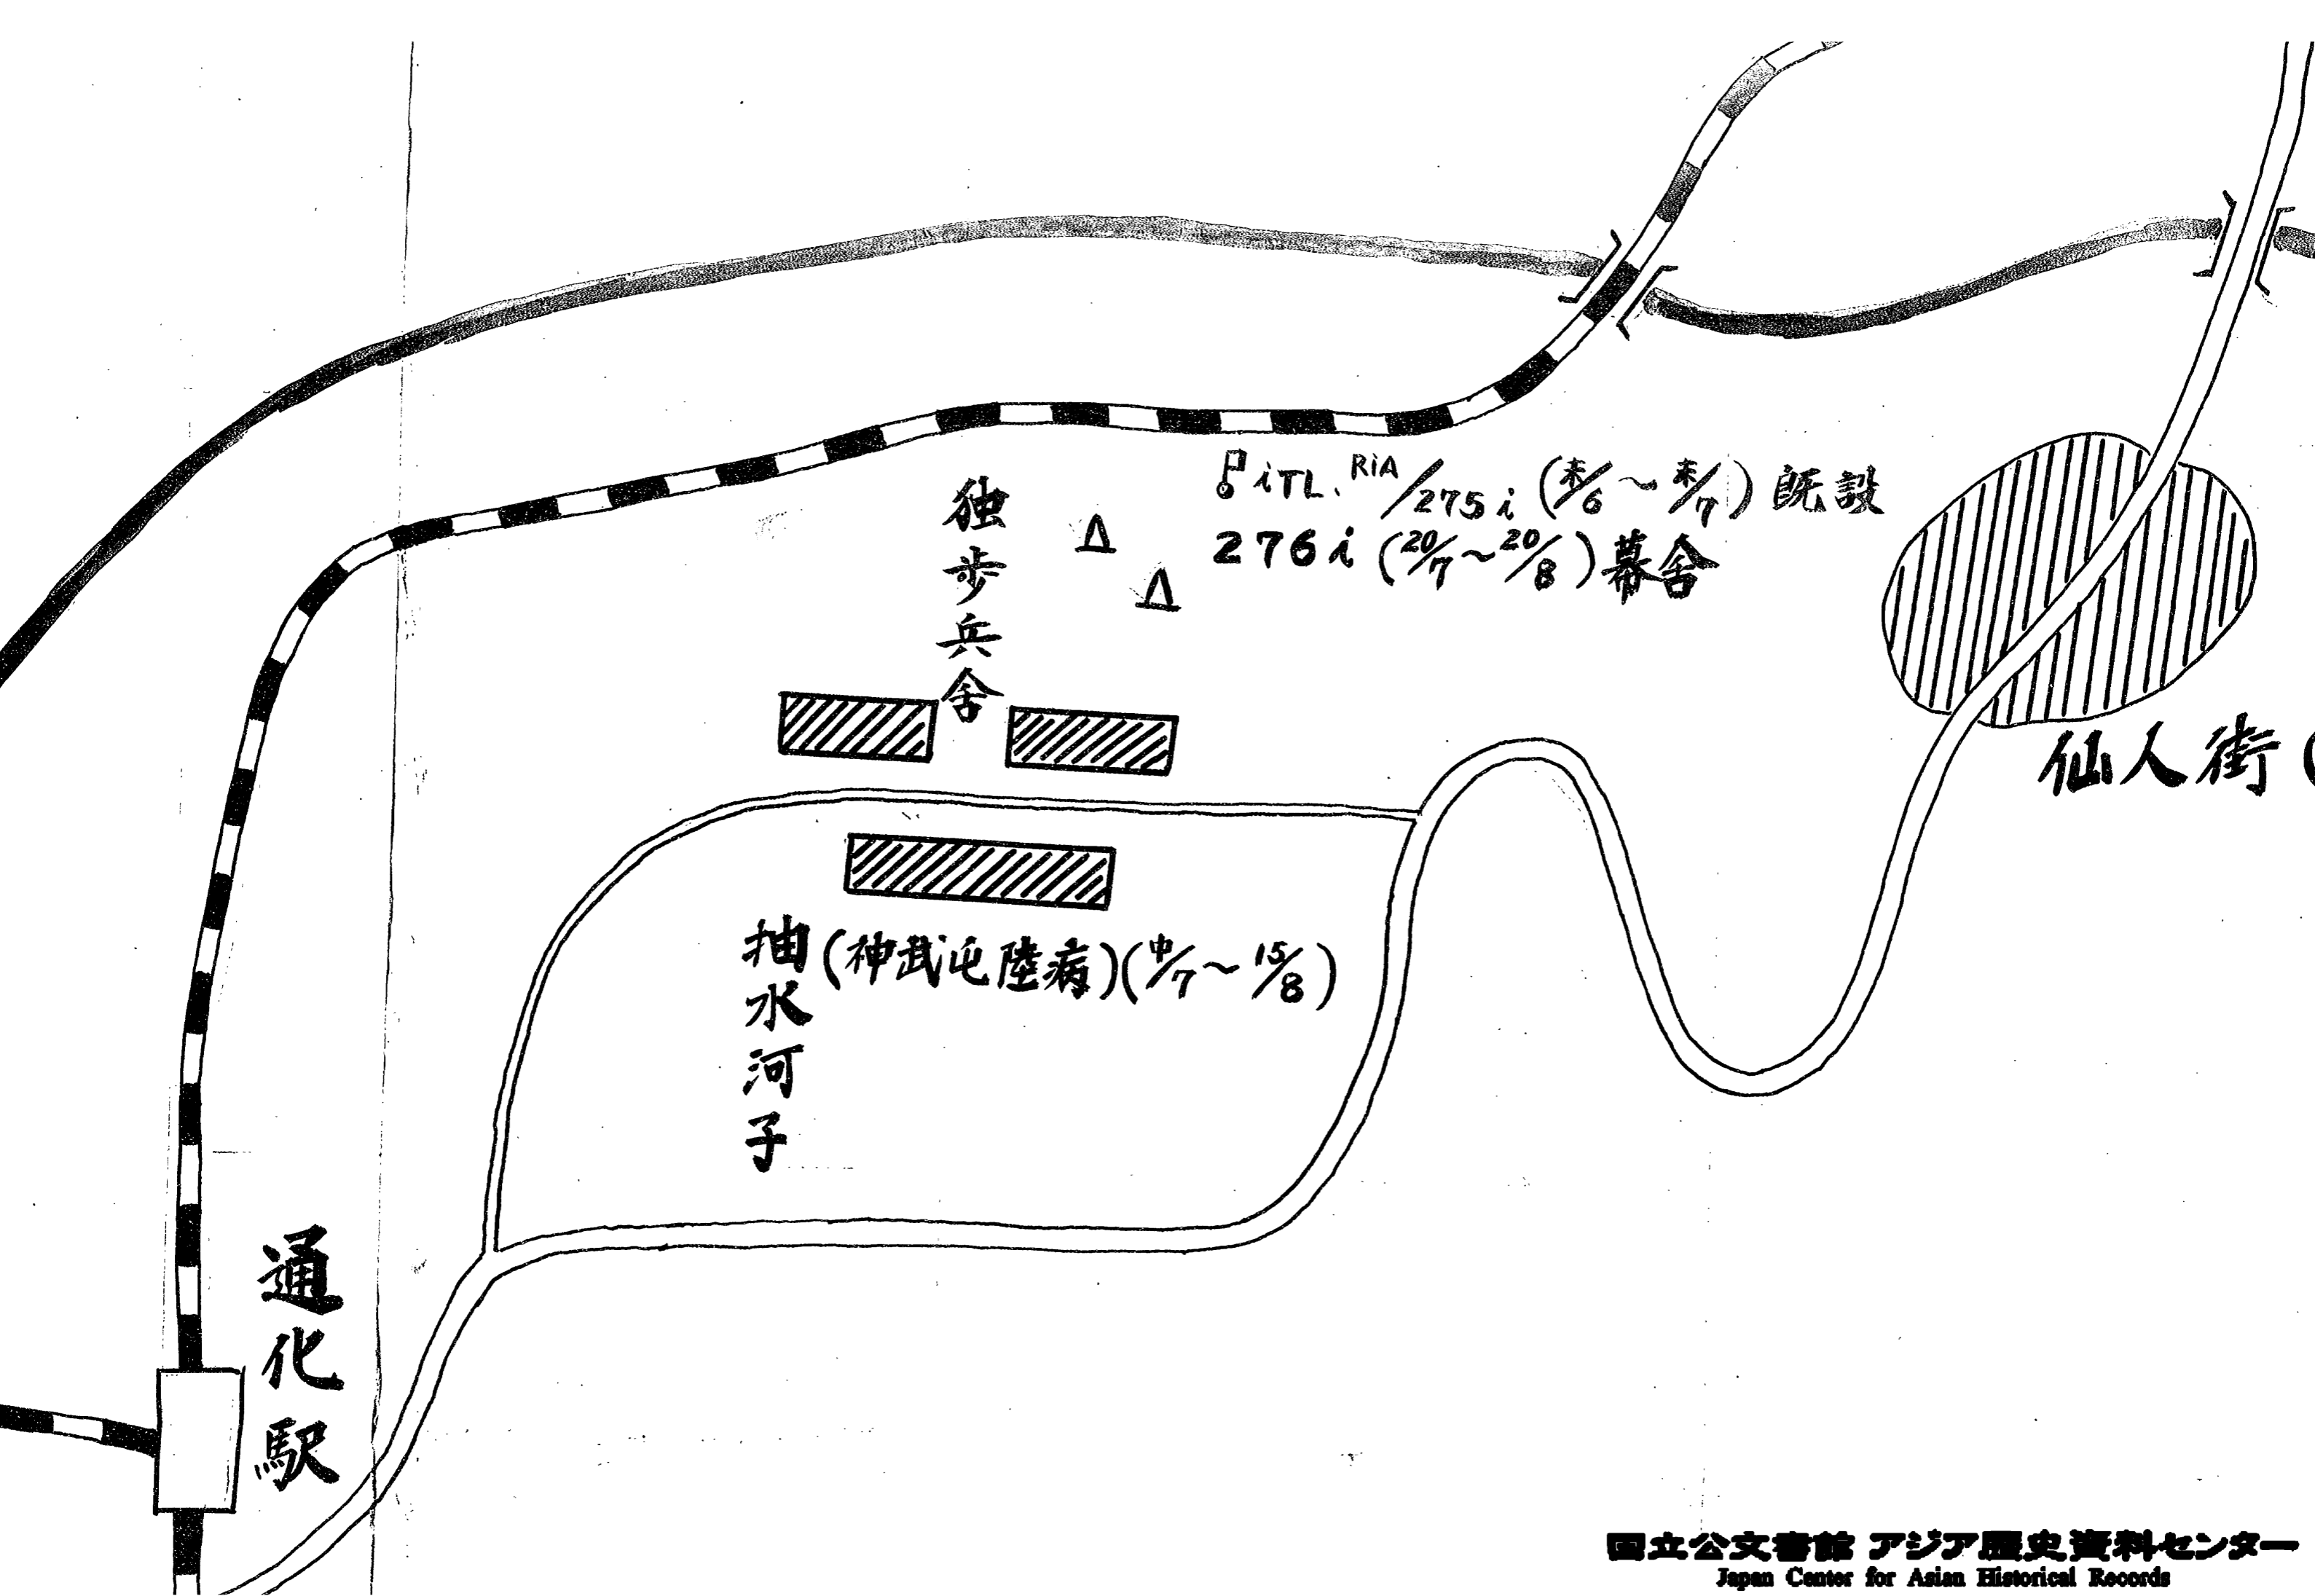 独歩兵舎
iTL. RiA/275i (末/6～末/7) 既設
276i (20/7～20/8) 幕舎
仙人街 (
抽水河子
(神武屯陸病) (中/7～15/8)
通化駅
国立公文書館 アジア歴史資料センター
Japan Center for Asian Historical Records